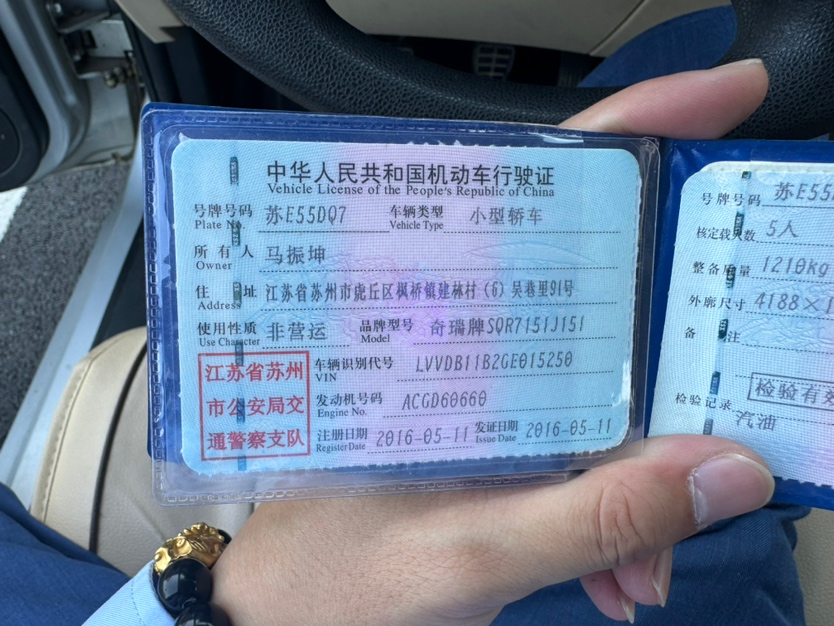 中华人民共和国机动车行驶证
Vehicle License of the People's Republic of China
号牌号码 苏E55DQ7 车辆类型 小型轿车
Plate No. Vehicle Type
所有人 马振坤
Owner
住址 江苏省苏州市虎丘区枫桥镇建林村(6)吴巷里91号
Address
使用性质 非营运 品牌型号 奇瑞牌SQR7151J151
Use Character Model
江苏省苏州
市公安局交
通警察支队
车辆识别代号 LVVDB11B2GE015250
VIN
发动机号码 ACGD60660
Engine No.
注册日期 2016-05-11 发证日期 2016-05-11
Register Date Issue Date
号牌号码 苏E55
核定载人数 5人
整备质量 1210kg
外廓尺寸 4188×1
备注
检验有效
检验记录
汽油